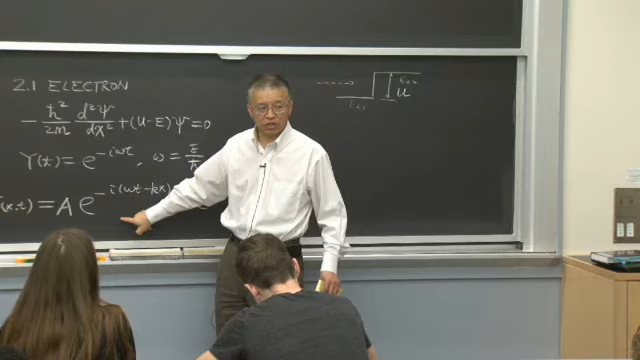 2.1 ELECTRON
-ħ²/2m d²Ψ/dx² + (U-E)Ψ = 0
Y(t) = e^{-iωt}, ω = E/ħ
(x,t) = A e^{-i(ωt-kx)}
u